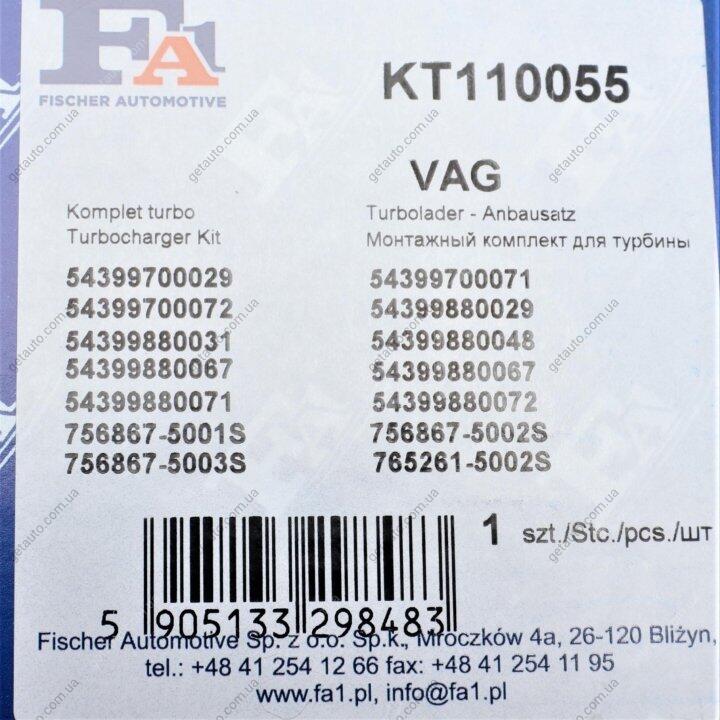 FA1
FISCHER AUTOMOTIVE
KT110055
VAG
Komplet turbo
Turbocharger Kit
Turbolader - Anbausatz
Монтажный комплект для турбины
54399700029 54399700071
54399700072 54399880029
54399880031 54399880048
54399880067 54399880067
54399880071 54399880072
756867-5001S 756867-5002S
756867-5003S 765261-5002S
1 szt./Stc./pcs./шт
5 905133 298483
Fischer Automotive Sp. z o.o. Sp.k., Mroczków 4a, 26-120 Bliżyn,
tel.: +48 41 254 12 66 fax: +48 41 254 11 95
www.fa1.pl, info@fa1.pl
getauto.com.ua